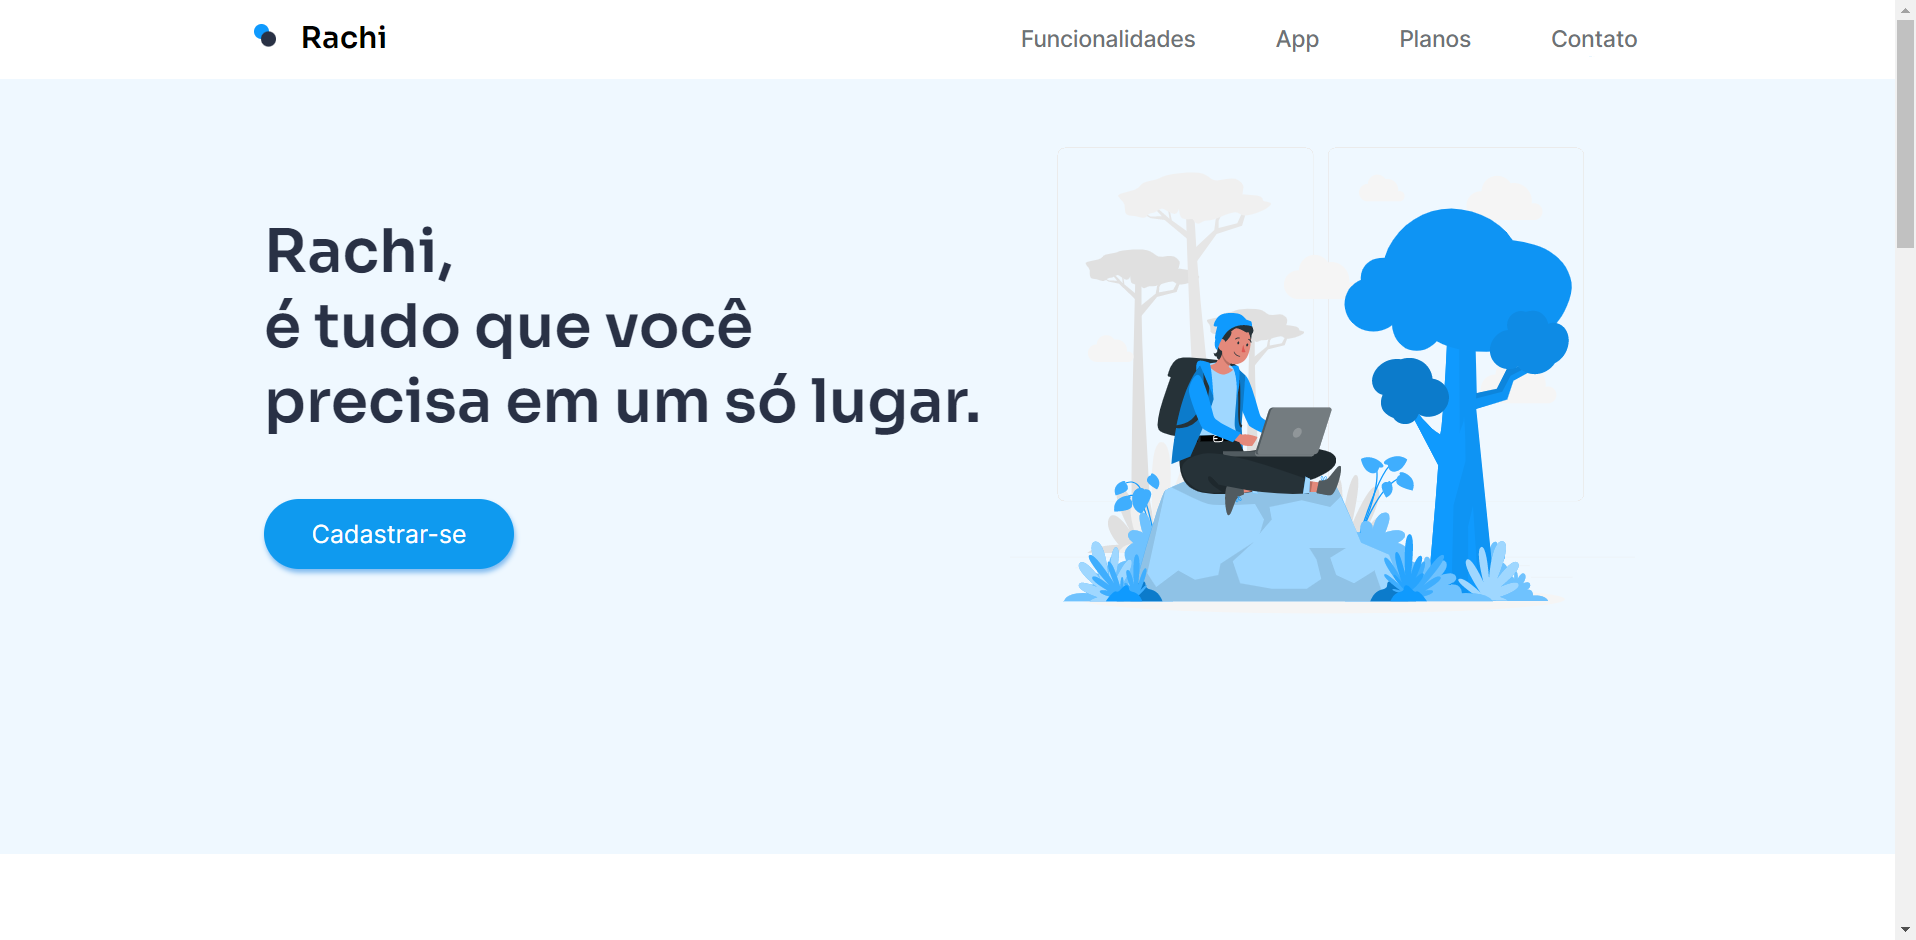 Rachi
Funcionalidades
App
Planos
Contato
Rachi,
é tudo que você
precisa em um só lugar.
Cadastrar-se